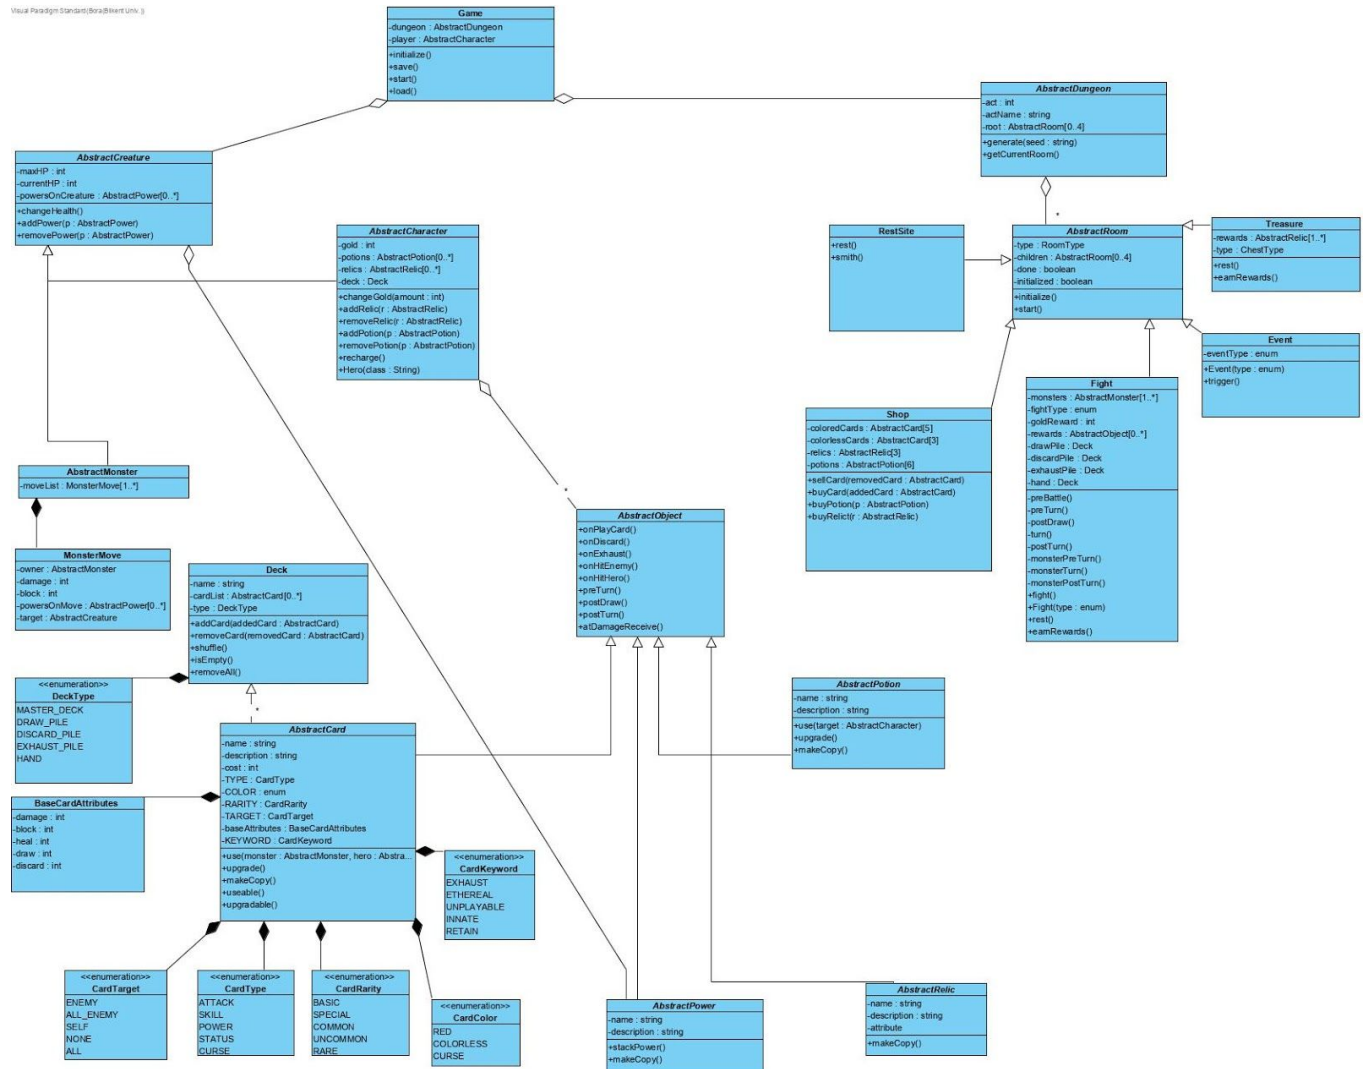 Visual Paradigm Standard(Bora(Bilkent Univ.))
Game
-dungeon : AbstractDungeon
-player : AbstractCharacter
+initialize()
+save()
+start()
+load()
AbstractDungeon
-act : int
-actName : string
-root : AbstractRoom[0..4]
+generate(seed : string)
+getCurrentRoom()
AbstractCreature
-maxHP : int
-currentHP : int
-powersOnCreature : AbstractPower[0..*]
+changeHealth()
+addPower(p : AbstractPower)
+removePower(p : AbstractPower)
AbstractCharacter
-gold : int
-potions : AbstractPotion[0..*]
-relics : AbstractRelic[0..*]
-deck : Deck
+changeGold(amount : int)
+addRelic(r : AbstractRelic)
+removeRelic(r : AbstractRelic)
+addPotion(p : AbstractPotion)
+removePotion(p : AbstractPotion)
+recharge()
+Hero(class : String)
RestSite
+rest()
+smith()
*
AbstractRoom
-type : RoomType
-children : AbstractRoom[0..4]
-done : boolean
-initialized : boolean
+initialize()
+start()
Treasure
-rewards : AbstractRelic[1..*]
-type : ChestType
+rest()
+earnRewards()
Event
-eventType : enum
+Event(type : enum)
+trigger()
Fight
-monsters : AbstractMonster[1..*]
-fightType : enum
-goldReward : int
-rewards : AbstractObject[0..*]
-drawPile : Deck
-discardPile : Deck
-exhaustPile : Deck
-hand : Deck
-preBattle()
-preTurn()
-postDraw()
-turn()
-postTurn()
-monsterPreTurn()
-monsterTurn()
-monsterPostTurn()
+fight()
+Fight(type : enum)
+rest()
+earnRewards()
Shop
-coloredCards : AbstractCard[5]
-colorlessCards : AbstractCard[3]
-relics : AbstractRelic[3]
-potions : AbstractPotion[6]
+sellCard(removedCard : AbstractCard)
+buyCard(addedCard : AbstractCard)
+buyPotion(p : AbstractPotion)
+buyRelict(r : AbstractRelic)
AbstractMonster
-moveList : MonsterMove[1..*]
MonsterMove
-owner : AbstractMonster
-damage : int
-block : int
-powersOnMove : AbstractPower[0..*]
-target : AbstractCreature
Deck
-name : string
-cardList : AbstractCard[0..*]
-type : DeckType
+addCard(addedCard : AbstractCard)
+removeCard(removedCard : AbstractCard)
+shuffle()
+isEmpty()
+removeAll()
*
AbstractObject
+onPlayCard()
+onDiscard()
+onExhaust()
+onHitEnemy()
+onHitHero()
+preTurn()
+postDraw()
+postTurn()
+atDamageReceive()
<<enumeration>>
DeckType
MASTER_DECK
DRAW_PILE
DISCARD_PILE
EXHAUST_PILE
HAND
*
AbstractCard
-name : string
-description : string
-cost : int
-TYPE : CardType
-COLOR : enum
-RARITY : CardRarity
-TARGET : CardTarget
-baseAttributes : BaseCardAttributes
-KEYWORD : CardKeyword
+use(monster : AbstractMonster, hero : Abstra...
+upgrade()
+makeCopy()
+useable()
+upgradable()
AbstractPotion
-name : string
-description : string
+use(target : AbstractCharacter)
+upgrade()
+makeCopy()
BaseCardAttributes
-damage : int
-block : int
-heal : int
-draw : int
-discard : int
<<enumeration>>
CardKeyword
EXHAUST
ETHEREAL
UNPLAYABLE
INNATE
RETAIN
<<enumeration>>
CardTarget
ENEMY
ALL_ENEMY
SELF
NONE
ALL
<<enumeration>>
CardType
ATTACK
SKILL
POWER
STATUS
CURSE
<<enumeration>>
CardRarity
BASIC
SPECIAL
COMMON
UNCOMMON
RARE
<<enumeration>>
CardColor
RED
COLORLESS
CURSE
AbstractPower
-name : string
-description : string
+stackPower()
+makeCopy()
AbstractRelic
-name : string
-description : string
-attribute
+makeCopy()